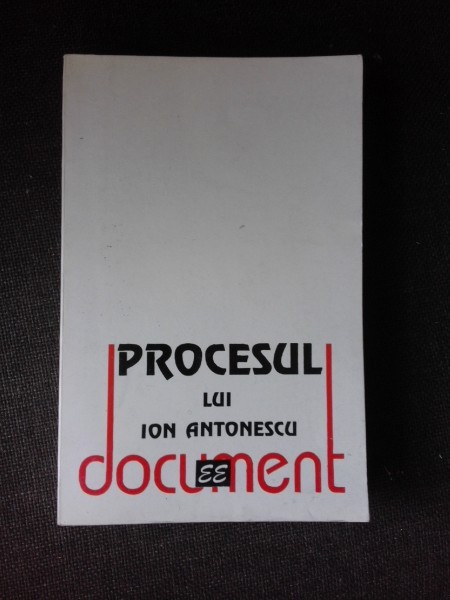 PROCESUL
LUI
ION ANTONESCU
document
EE